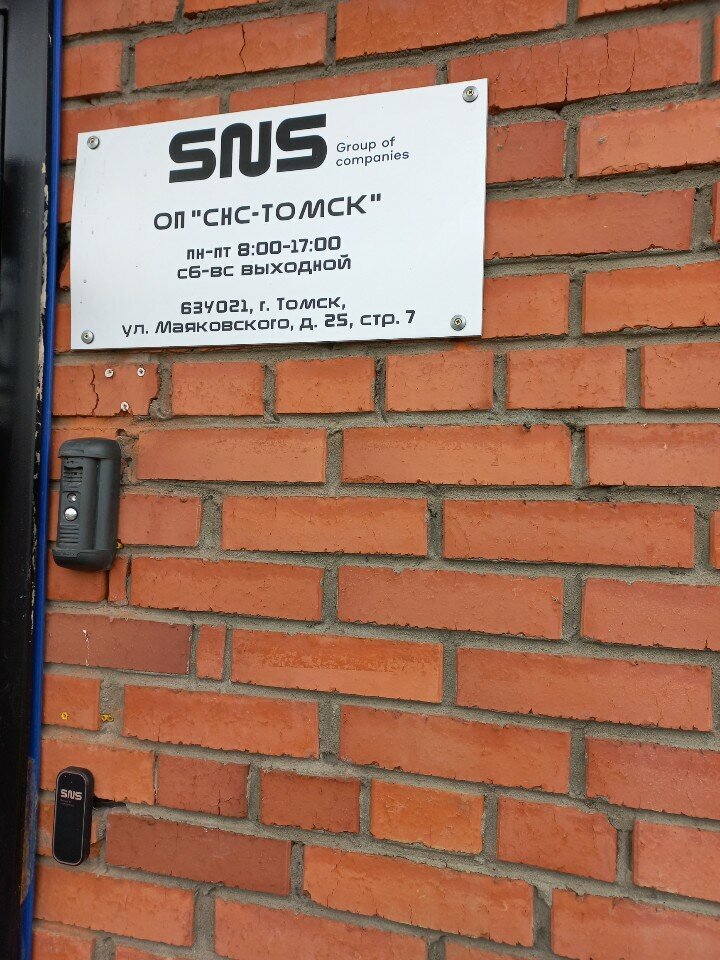 SNS Group of
companies
ОП "СНС-ТОМСК"
пн-пт 8:00-17:00
сб-вс выходной
634021, г. Томск,
ул. Маяковского, д. 25, стр. 7
SNS